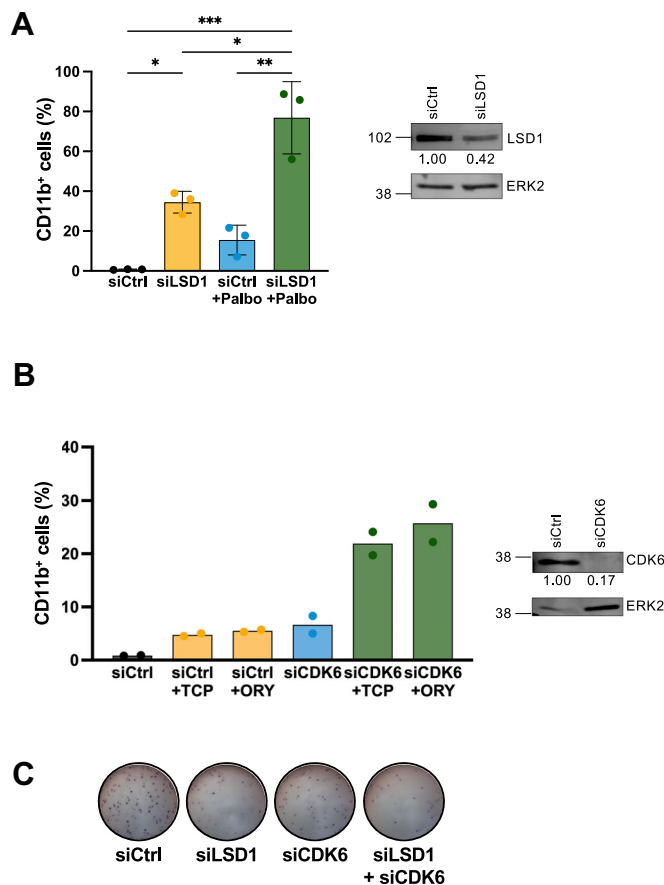 A
***
*
*
**
CD11b⁺ cells (%)
100
80
60
40
20
0
siCtrl
siLSD1
siCtrl
+Palbo
siLSD1
+Palbo
siCtrl
siLSD1
102
LSD1
1.00 0.42
38
ERK2
B
CD11b⁺ cells (%)
40
30
20
10
0
siCtrl
siCtrl
+TCP
siCtrl
+ORY
siCDK6
siCDK6
+TCP
siCDK6
+ORY
siCtrl
siCDK6
38
CDK6
1.00 0.17
38
ERK2
C
siCtrl
siLSD1
siCDK6
siLSD1
+ siCDK6